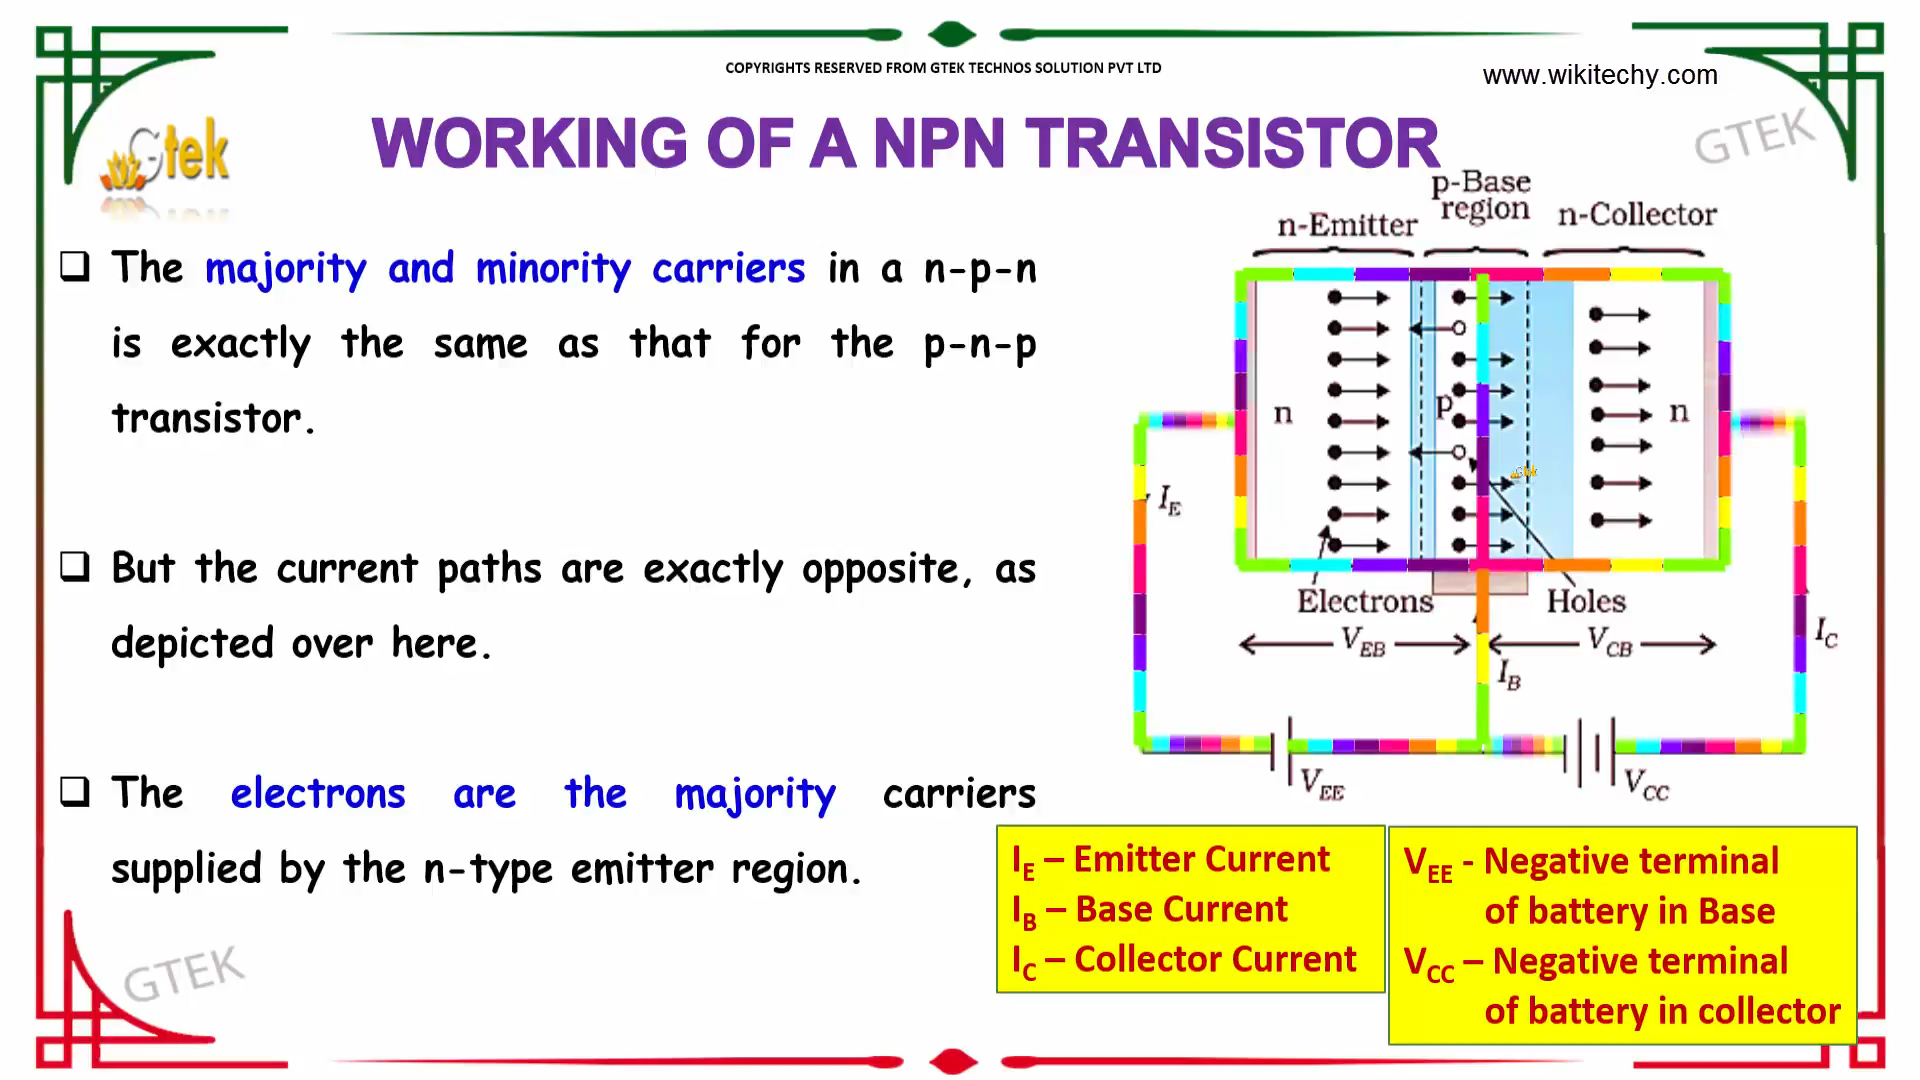 COPYRIGHTS RESERVED FROM GTEK TECHNOS SOLUTION PVT LTD
www.wikitechy.com
Gtek
WORKING OF A NPN TRANSISTOR
GTEK
❑ The majority and minority carriers in a n-p-n
is exactly the same as that for the p-n-p
transistor.
❑ But the current paths are exactly opposite, as
depicted over here.
❑ The electrons are the majority carriers
supplied by the n-type emitter region.
n-Emitter
p-Base
region
n-Collector
n
p
n
Gtek
I_E
Electrons
Holes
V_EB
V_CB
I_B
I_C
V_EE
V_CC
I_E – Emitter Current
I_B – Base Current
I_C – Collector Current
V_EE - Negative terminal
of battery in Base
V_CC – Negative terminal
of battery in collector
GTEK